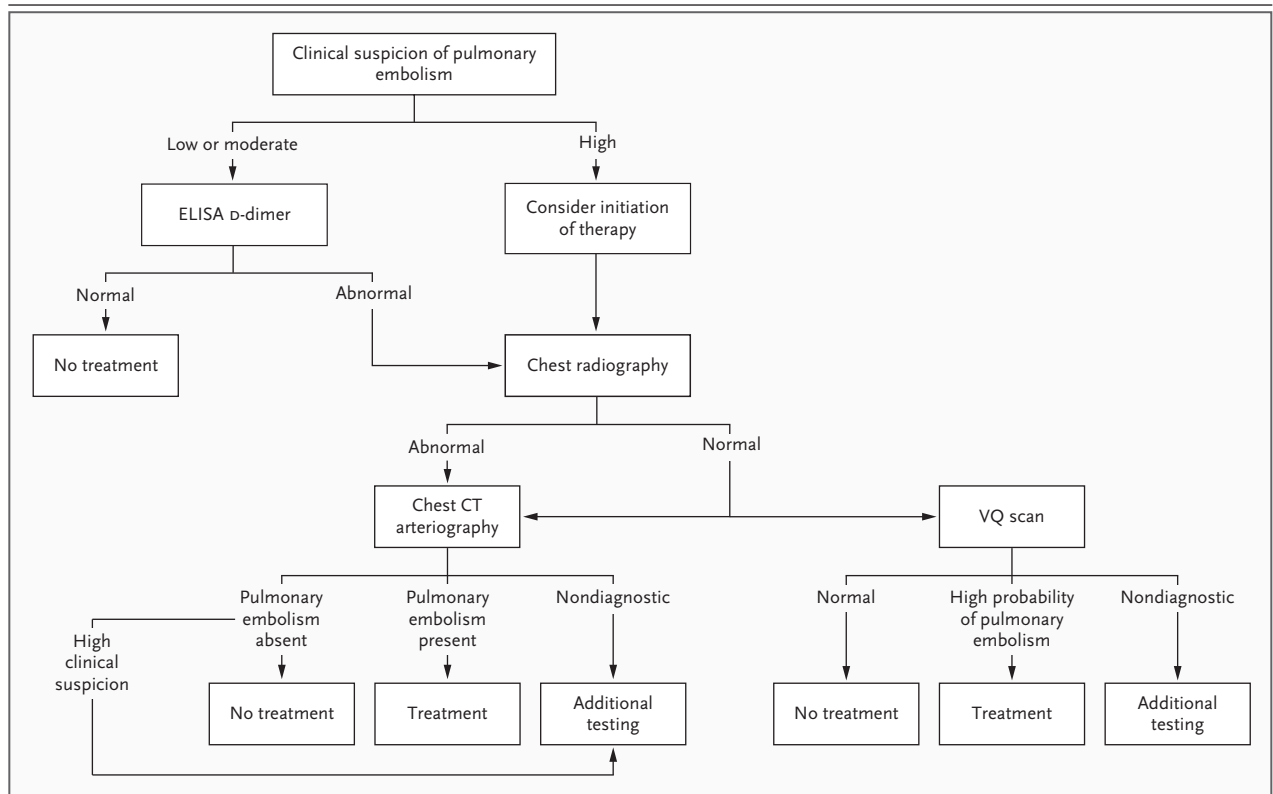 Clinical suspicion of pulmonary
embolism
Low or moderate
High
ELISA D-dimer
Consider initiation
of therapy
Normal
Abnormal
No treatment
Chest radiography
Abnormal
Normal
Chest CT
arteriography
VQ scan
Pulmonary
embolism
absent
Pulmonary
embolism
present
Nondiagnostic
Normal
High probability
of pulmonary
embolism
Nondiagnostic
High
clinical
suspicion
No treatment
Treatment
Additional
testing
No treatment
Treatment
Additional
testing